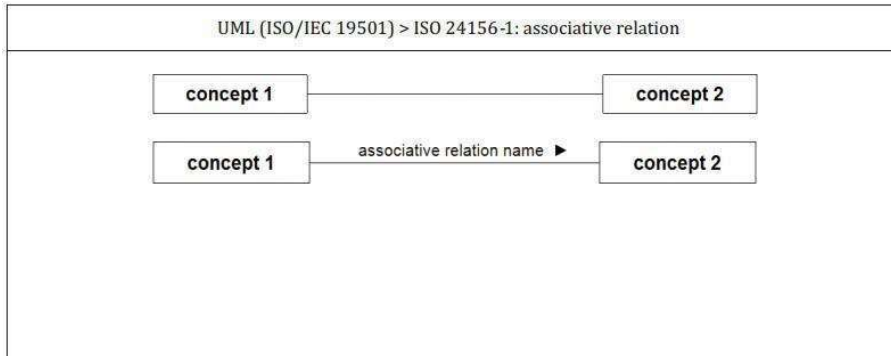 UML (ISO/IEC 19501) > ISO 24156-1: associative relation
concept 1
concept 2
associative relation name ►
concept 1
concept 2